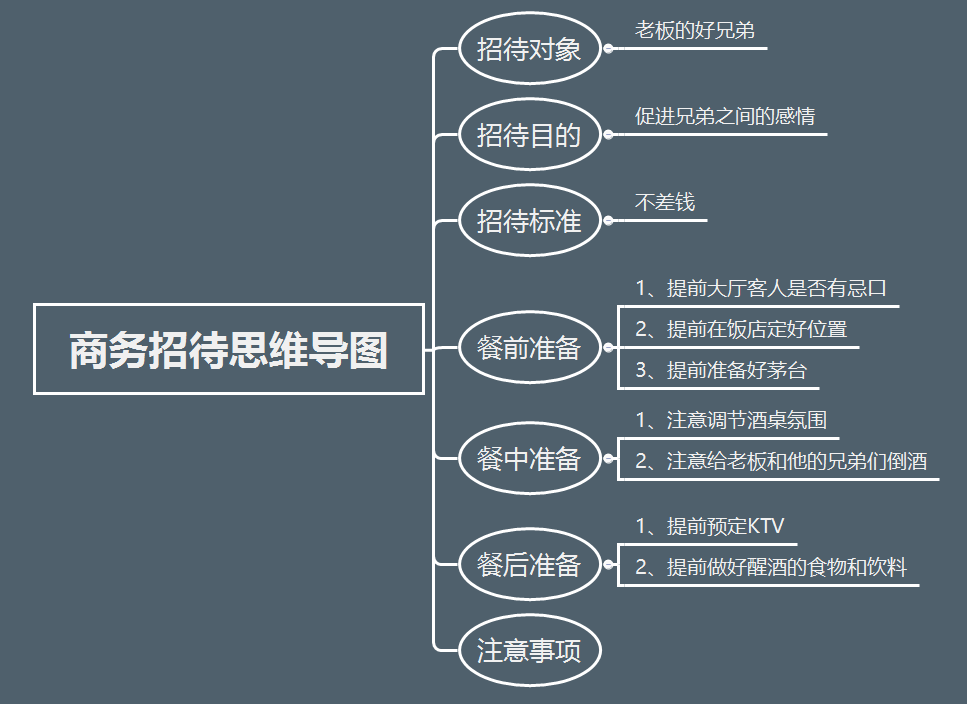 商务招待思维导图
招待对象
老板的好兄弟
招待目的
促进兄弟之间的感情
招待标准
不差钱
餐前准备
1、提前大厅客人是否有忌口
2、提前在饭店定好位置
3、提前准备好茅台
餐中准备
1、注意调节酒桌氛围
2、注意给老板和他的兄弟们倒酒
餐后准备
1、提前预定KTV
2、提前做好醒酒的食物和饮料
注意事项